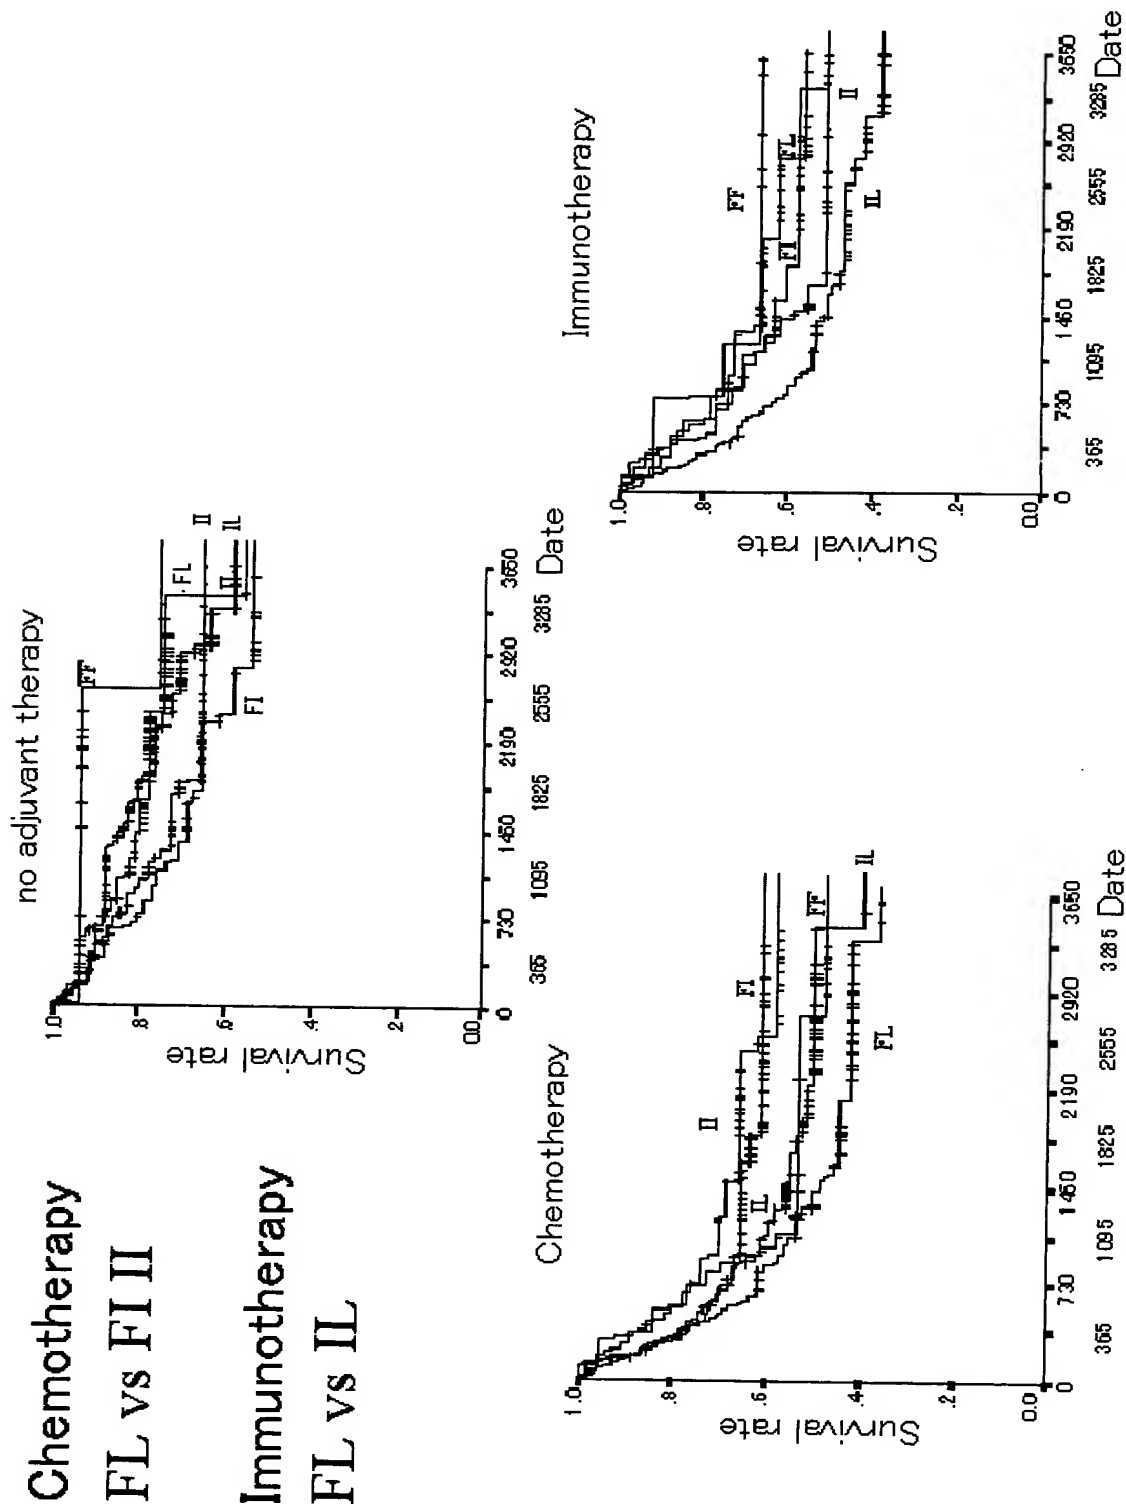 Chemotherapy
FL vs FI II
Immunotherapy
FL vs IL
no adjuvant therapy
Survival rate
1.0
.8
.6
.4
.2
0.0
FF
FL
II
IL
FI
0 365 730 1095 1460 1825 2190 2555 2920 3285 3650
Date
Chemotherapy
Survival rate
1.0
.8
.6
.4
.2
0.0
II
FI
IL
FF
IL
FL
0 365 730 1095 1460 1825 2190 2555 2920 3285 3650
Date
Immunotherapy
Survival rate
1.0
.8
.6
.4
.2
0.0
FF
FL
FI
II
IL
0 365 730 1095 1460 1825 2190 2555 2920 3285 3650
Date